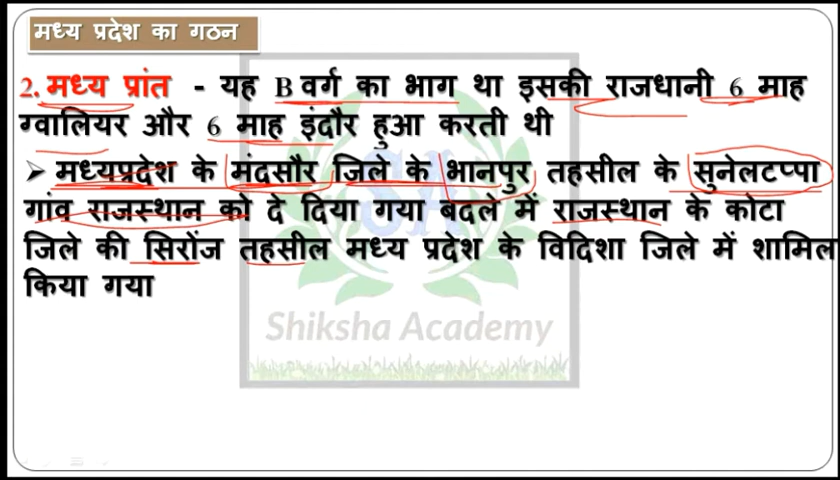 मध्य प्रदेश का गठन
2. मध्य प्रांत - यह B वर्ग का भाग था इसकी राजधानी 6 माह
ग्वालियर और 6 माह इंदौर हुआ करती थी
➢ मध्यप्रदेश के मंदसौर जिले के भानपुर तहसील के सुनेलटप्पा
गांव राजस्थान को दे दिया गया बदले में राजस्थान के कोटा
जिले की सिरोंज तहसील मध्य प्रदेश के विदिशा जिले में शामिल
किया गया
SA
Shiksha Academy